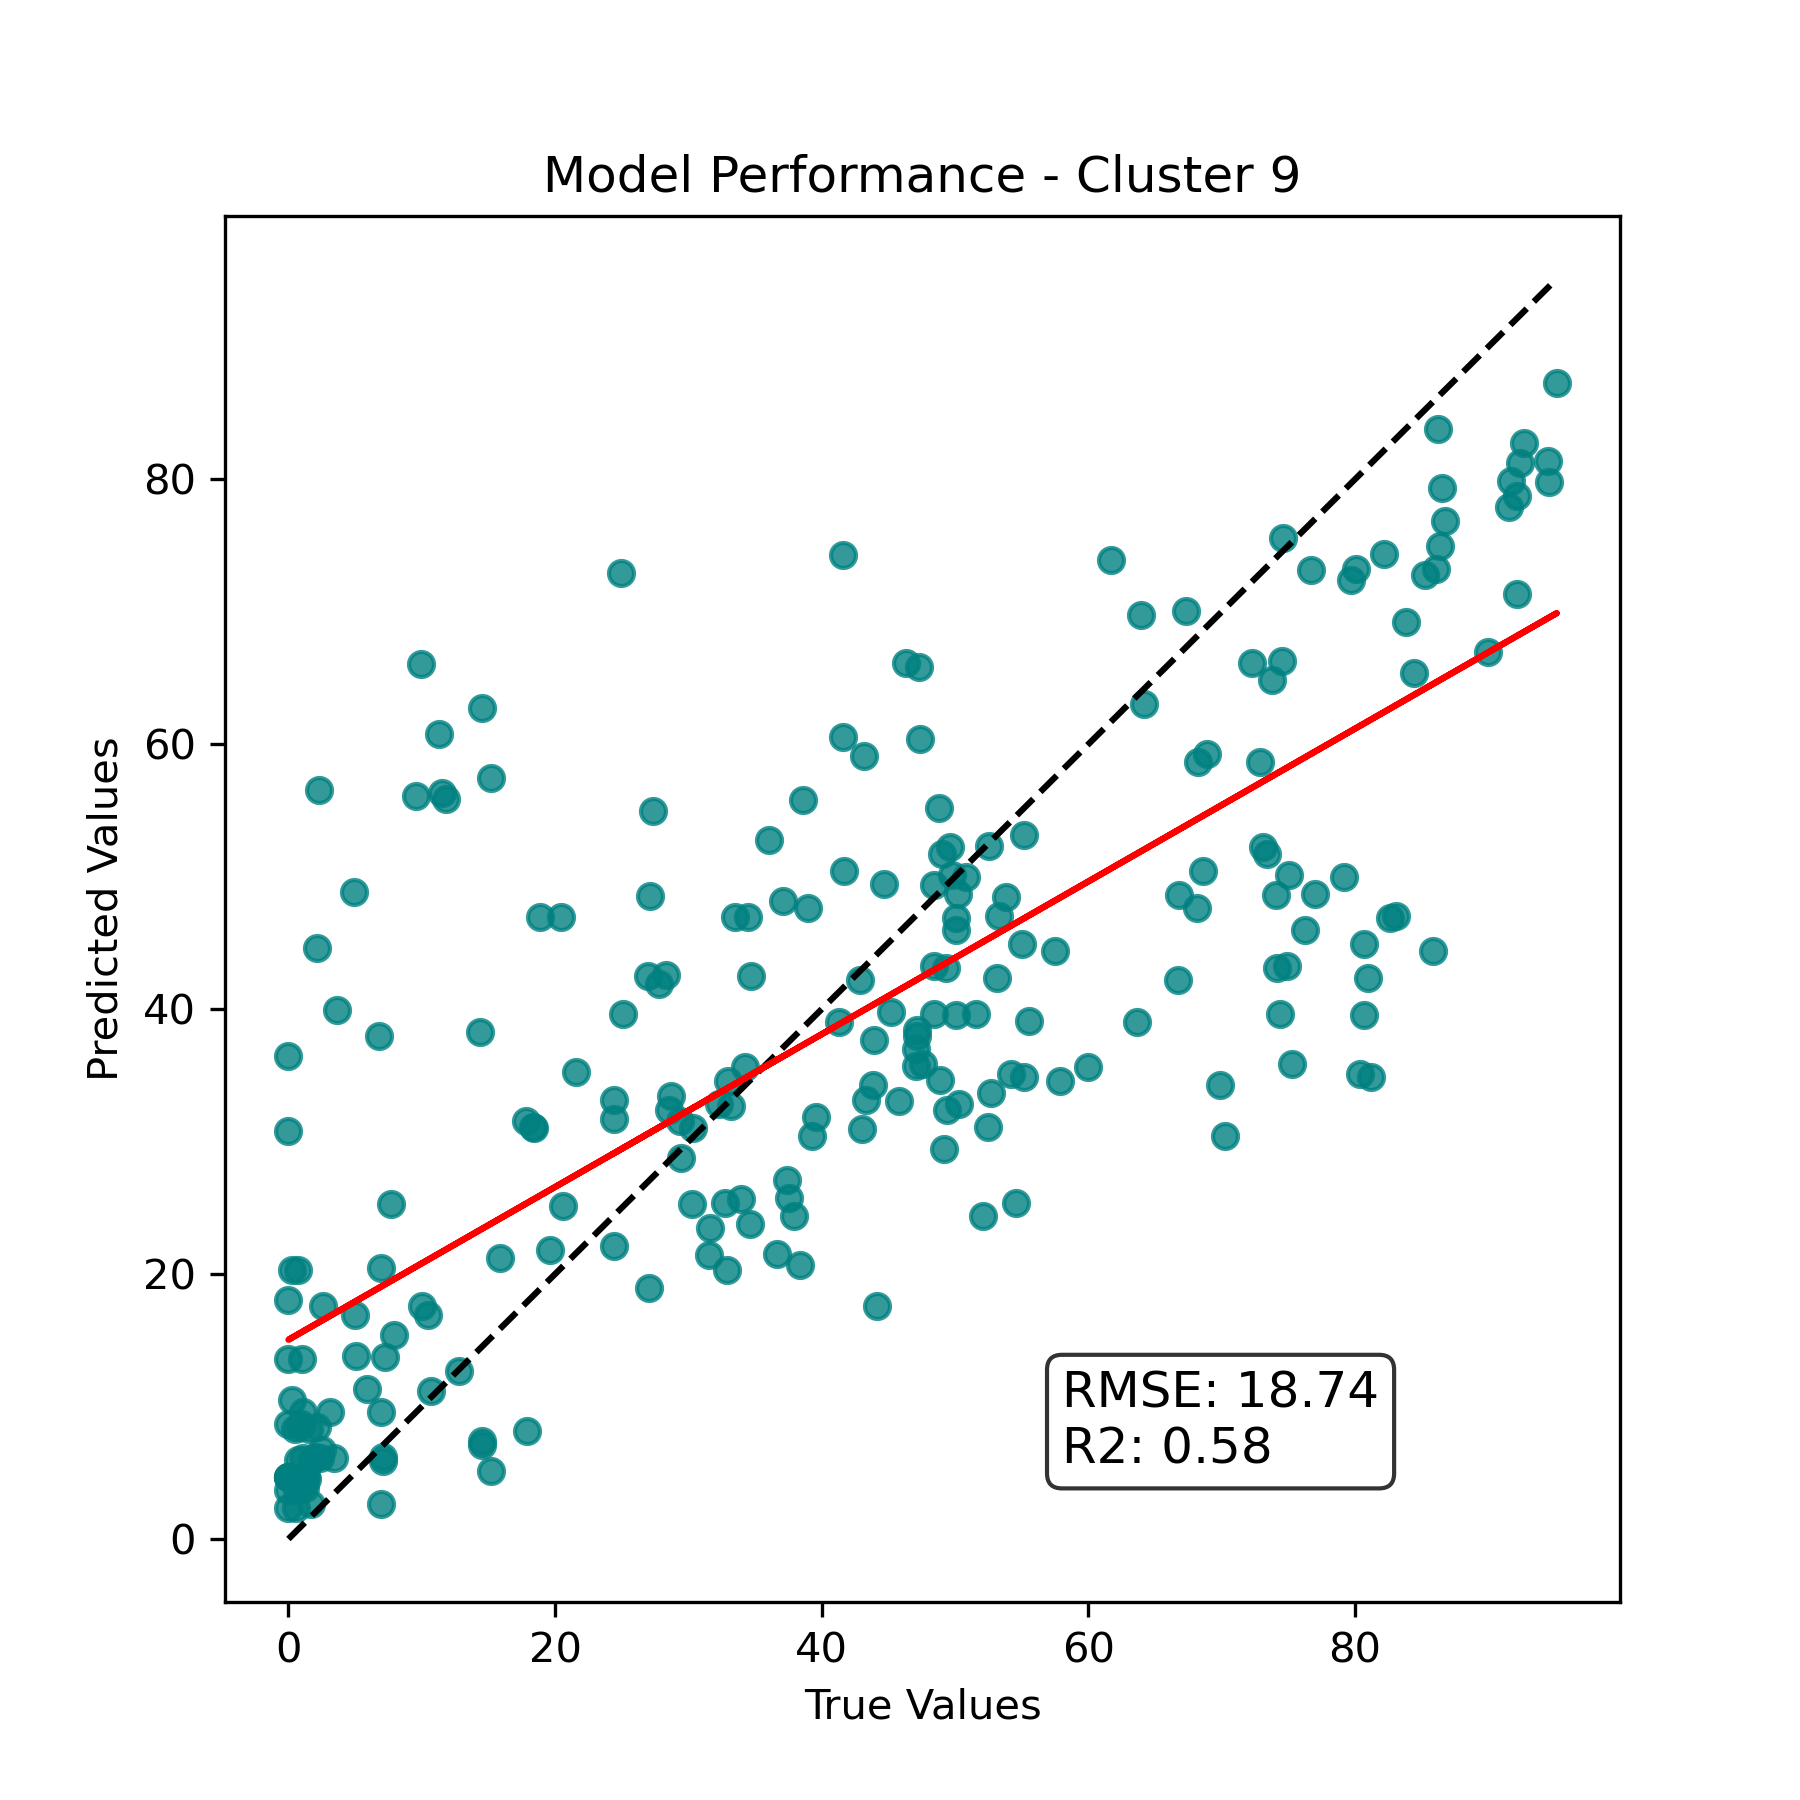 Model Performance - Cluster 9
Predicted Values
80
60
40
20
0
RMSE: 18.74
R2: 0.58
0 20 40 60 80
True Values